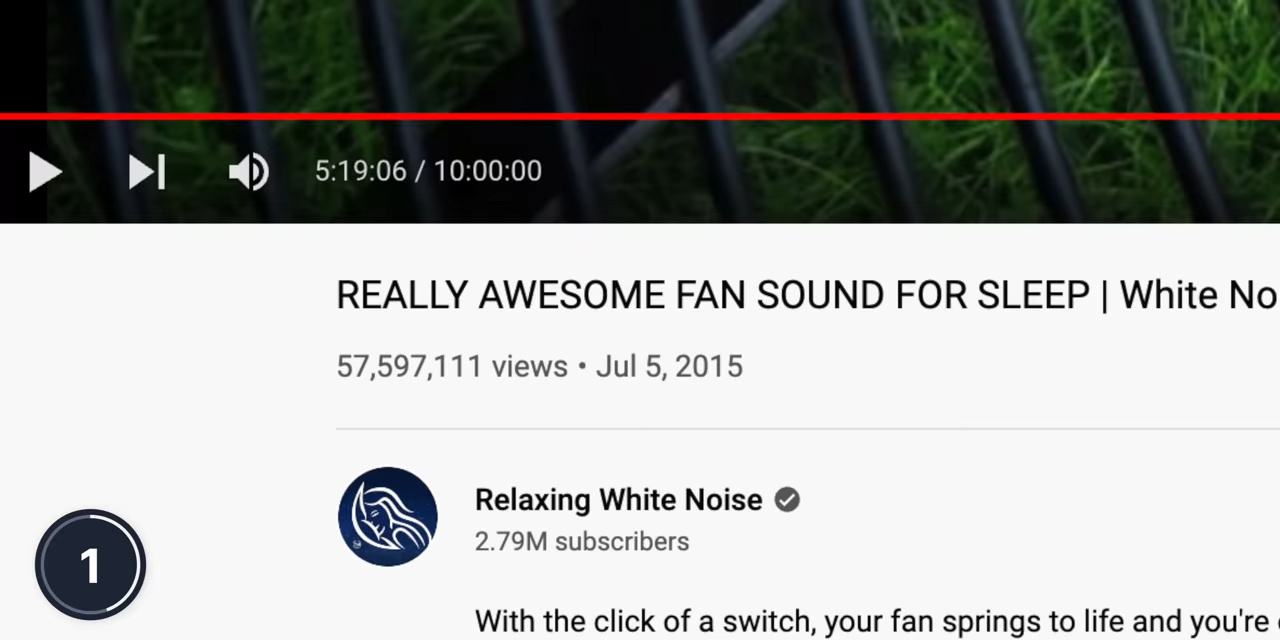 5:19:06 / 10:00:00
REALLY AWESOME FAN SOUND FOR SLEEP | White No
57,597,111 views • Jul 5, 2015
Relaxing White Noise
2.79M subscribers
1
With the click of a switch, your fan springs to life and you're